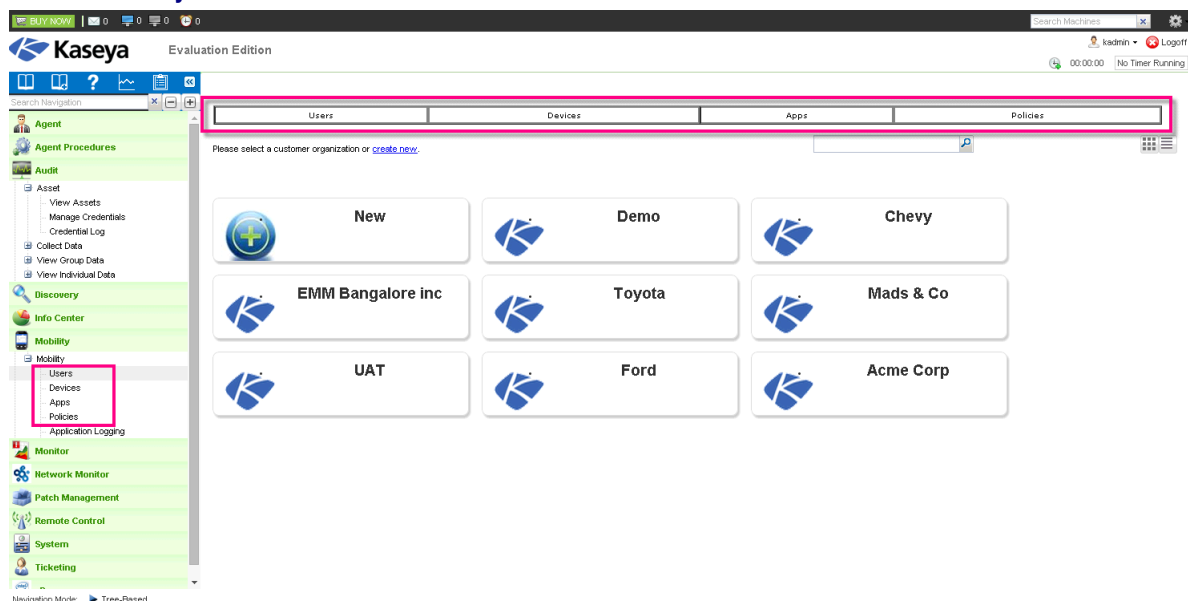 BUY NOW 0 0 0 0 Search Machines
Kaseya Evaluation Edition kadmin Logoff
00:00:00 No Timer Running
Search Navigation
Users Devices Apps Policies
Please select a customer organization or create new.
Agent
Agent Procedures
Audit
Asset
View Assets
Manage Credentials
Credential Log
Collect Data
View Group Data
View Individual Data
Discovery
Info Center
Mobility
Mobility
Users
Devices
Apps
Policies
Application Logging
Monitor
Network Monitor
Patch Management
Remote Control
System
Ticketing
Navigation Mode: Tree-Based
New Demo Chevy
EMM Bangalore inc Toyota Mads & Co
UAT Ford Acme Corp